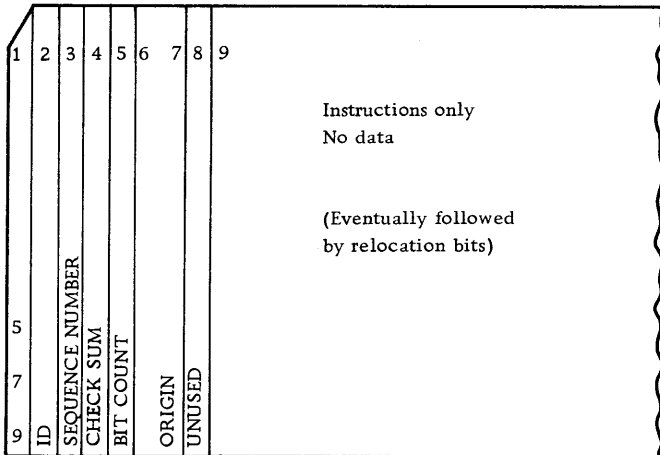 1 2 3 4 5 6 7 8 9
Instructions only
No data
(Eventually followed
by relocation bits)
5
7
9
ID
SEQUENCE NUMBER
CHECK SUM
BIT COUNT
ORIGIN
UNUSED